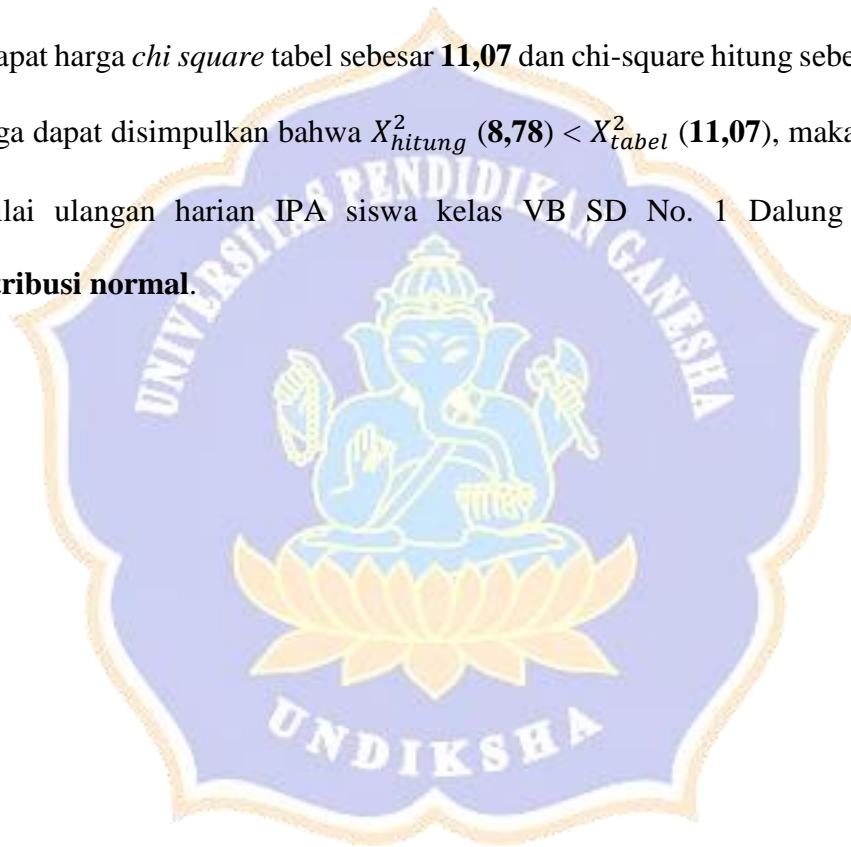 apat harga chi square tabel sebesar 11,07 dan chi-square hitung sebe
ga dapat disimpulkan bahwa X²hitung (8,78) < X²tabel (11,07), maka
lai ulangan harian IPA siswa kelas VB SD No. 1 Dalung
tribusi normal.
UNIVERSITAS PENDIDIKAN GANESHA
UNDIKSHA